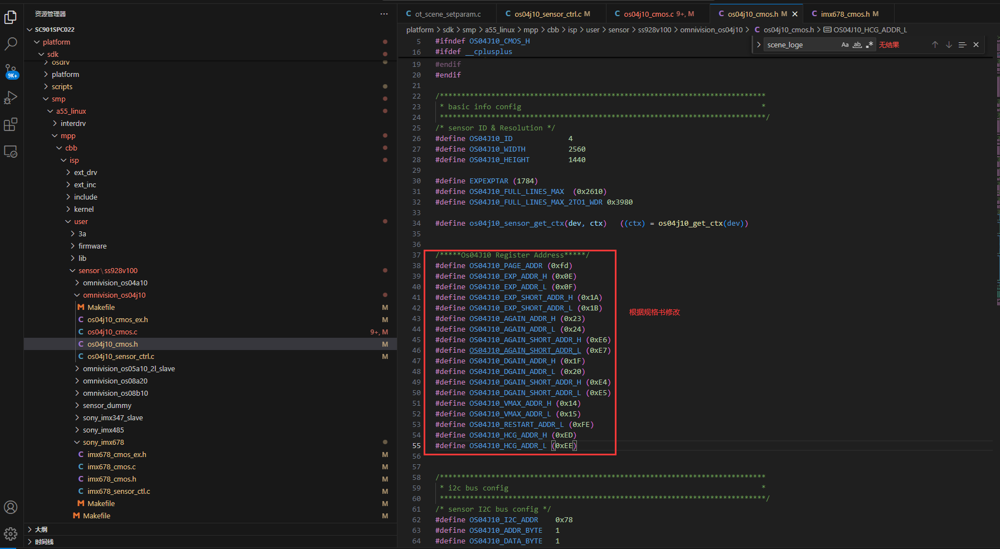 资源管理器
···
SC901SPC022
platform
sdk
osdrv
platform
scripts
smp
a55_linux
interdrv
mpp
cbb
isp
ext_drv
ext_inc
include
kernel
user
3a
firmware
lib
sensor\ss928v100
omnivision_os04a10
omnivision_os04j10
Makefile M
os04j10_cmos_ex.h M
os04j10_cmos.c 9+, M
os04j10_cmos.h M
os04j10_sensor_ctrl.c M
omnivision_os05a10_2l_slave
omnivision_os08a20
omnivision_os08b10
sensor_dummy
sony_imx347_slave
sony_imx485
sony_imx678
imx678_cmos_ex.h M
imx678_cmos.c M
imx678_cmos.h M
imx678_sensor_ctl.c M
Makefile M
Makefile M
大纲
时间线
9K+
ot_scene_setparam.c os04j10_sensor_ctrl.c M os04j10_cmos.c 9+, M os04j10_cmos.h M imx678_cmos.h M
platform > sdk > smp > a55_linux > mpp > cbb > isp > user > sensor > ss928v100 > omnivision_os04j10 > C os04j10_cmos.h > OS04J10_HCG_ADDR_L
scene_loge Aa ab 无结果
5 #ifndef OS04J10_CMOS_H
16 #ifdef __cplusplus
19 #endif
20 #endif
21
22 /****************************************************************************
23 * basic info config *
24 ****************************************************************************/
25 /* sensor ID & Resolution */
26 #define OS04J10_ID 4
27 #define OS04J10_WIDTH 2560
28 #define OS04J10_HEIGHT 1440
29
30 #define EXPEXPTAR (1784)
31 #define OS04J10_FULL_LINES_MAX (0x2610)
32 #define OS04J10_FULL_LINES_MAX_2TO1_WDR 0x3980
33
34 #define os04j10_sensor_get_ctx(dev, ctx) ((ctx) = os04j10_get_ctx(dev))
35
36
37 /*****Os04J10 Register Address*****/
38 #define OS04J10_PAGE_ADDR (0xfd)
39 #define OS04J10_EXP_ADDR_H (0x0E)
40 #define OS04J10_EXP_ADDR_L (0x0F)
41 #define OS04J10_EXP_SHORT_ADDR_H (0x1A)
42 #define OS04J10_EXP_SHORT_ADDR_L (0x1B)
根据规格书修改
43 #define OS04J10_AGAIN_ADDR_H (0x23)
44 #define OS04J10_AGAIN_ADDR_L (0x24)
45 #define OS04J10_AGAIN_SHORT_ADDR_H (0xE6)
46 #define OS04J10_AGAIN_SHORT_ADDR_L (0xE7)
47 #define OS04J10_DGAIN_ADDR_H (0x1F)
48 #define OS04J10_DGAIN_ADDR_L (0x20)
49 #define OS04J10_DGAIN_SHORT_ADDR_H (0xE4)
50 #define OS04J10_DGAIN_SHORT_ADDR_L (0xE5)
51 #define OS04J10_VMAX_ADDR_H (0x14)
52 #define OS04J10_VMAX_ADDR_L (0x15)
53 #define OS04J10_RESTART_ADDR_L (0xFE)
54 #define OS04J10_HCG_ADDR_H (0xED)
55 #define OS04J10_HCG_ADDR_L (0xEE)
56
57
58 /****************************************************************************
59 * i2c bus config *
60 ****************************************************************************/
61 /* sensor I2C bus config */
62 #define OS04J10_I2C_ADDR 0x78
63 #define OS04J10_ADDR_BYTE 1
64 #define OS04J10_DATA_BYTE 1